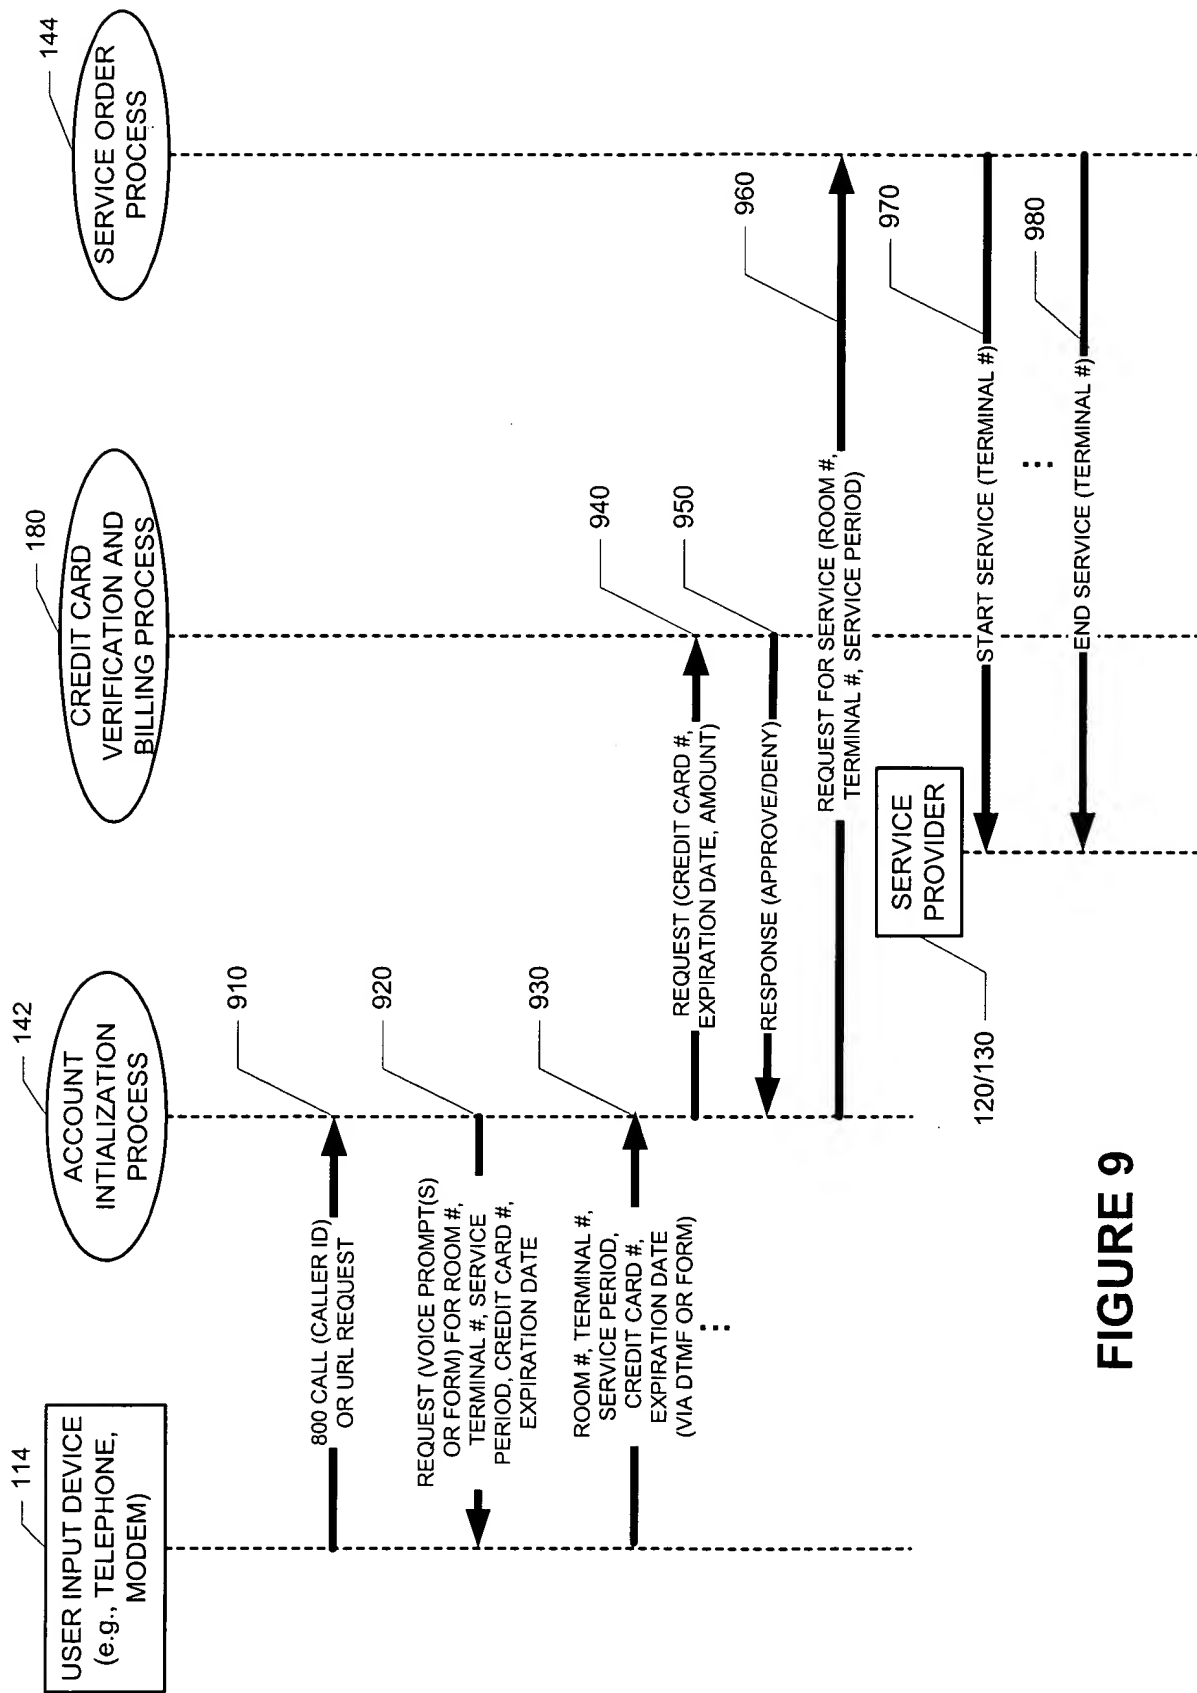 USER INPUT DEVICE
(e.g., TELEPHONE,
MODEM)
114
ACCOUNT
INTIALIZATION
PROCESS
142
CREDIT CARD
VERIFICATION AND
BILLING PROCESS
180
SERVICE ORDER
PROCESS
144
800 CALL (CALLER ID)
OR URL REQUEST
910
REQUEST (VOICE PROMPT(S)
OR FORM) FOR ROOM #,
TERMINAL #, SERVICE
PERIOD, CREDIT CARD #,
EXPIRATION DATE
920
ROOM #, TERMINAL #,
SERVICE PERIOD,
CREDIT CARD #,
EXPIRATION DATE
(VIA DTMF OR FORM)
...
930
REQUEST (CREDIT CARD #,
EXPIRATION DATE, AMOUNT)
940
RESPONSE (APPROVE/DENY)
950
REQUEST FOR SERVICE (ROOM #,
TERMINAL #, SERVICE PERIOD)
960
SERVICE
PROVIDER
120/130
START SERVICE (TERMINAL #)
970
...
END SERVICE (TERMINAL #)
980
FIGURE 9